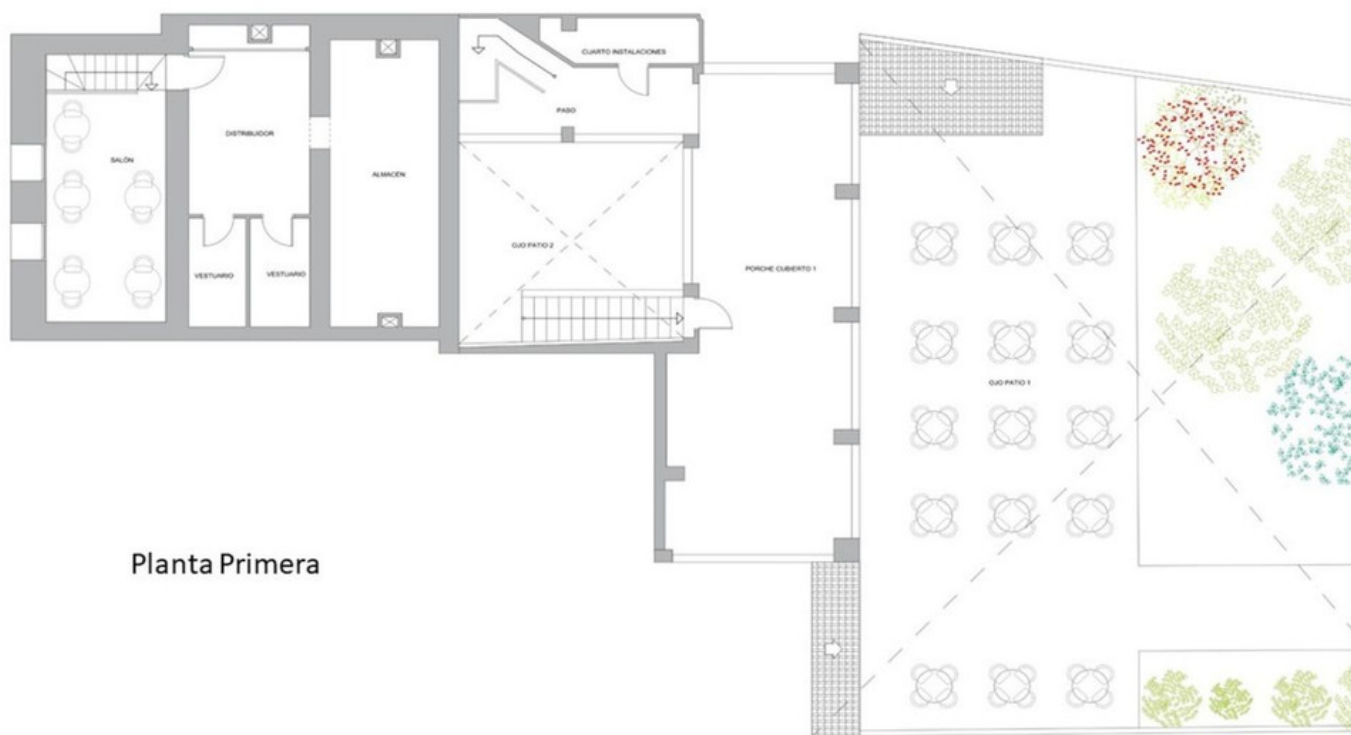 CUARTO INSTALACIONES
PASO
DISTRIBUIDOR
SALÓN
ALMACÉN
OJO PATIO 2
PORCHE CUBIERTO 1
VESTUARIO
VESTUARIO
OJO PATIO 1
Planta Primera